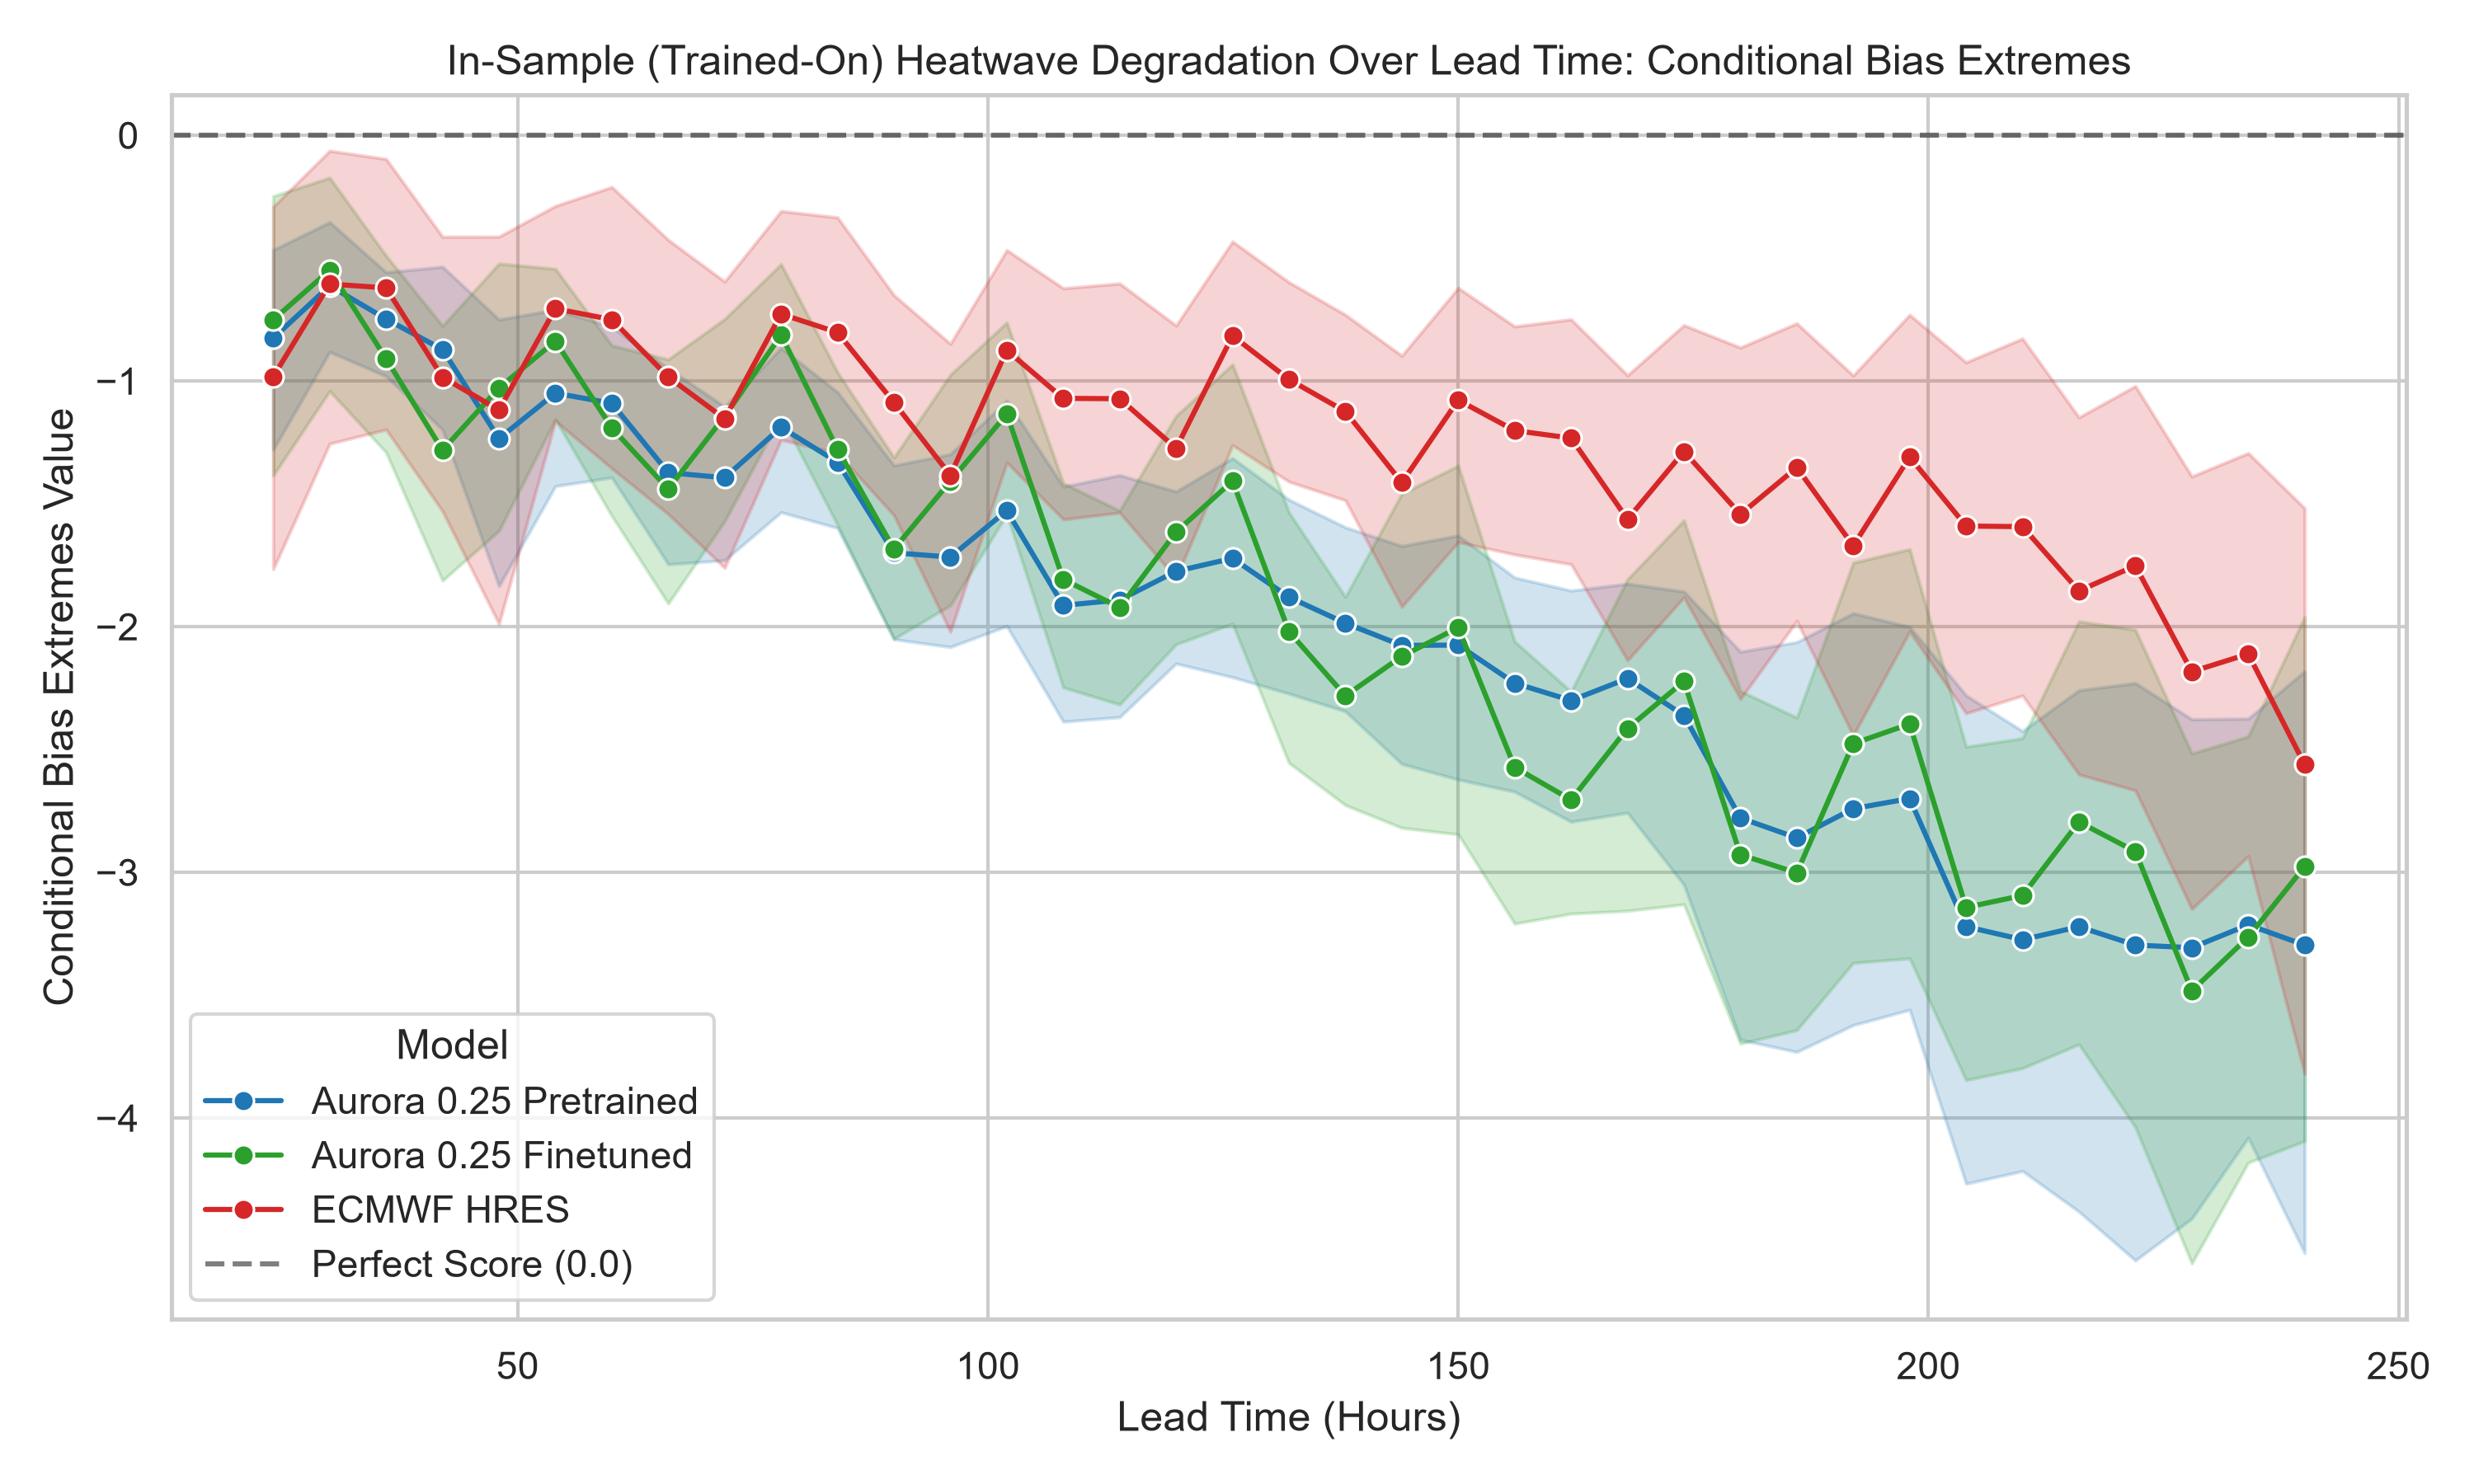 In-Sample (Trained-On) Heatwave Degradation Over Lead Time: Conditional Bias Extremes
Conditional Bias Extremes Value
0
−1
−2
−3
−4
Model
Aurora 0.25 Pretrained
Aurora 0.25 Finetuned
ECMWF HRES
Perfect Score (0.0)
50
100
150
200
250
Lead Time (Hours)